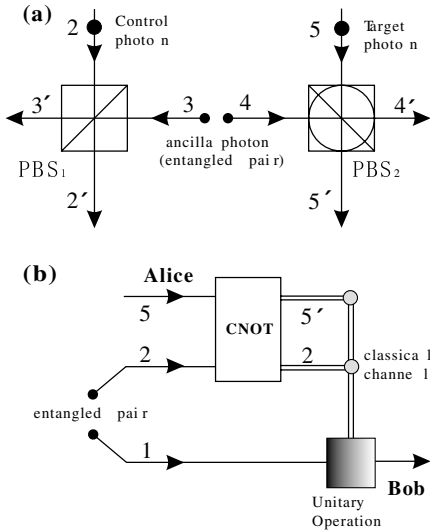 (a)
2
Control
photo n
5
Target
photo n
3′
3
4
4′
ancilla photon
(entangled pai r)
PBS1
PBS2
2′
5′
(b)
Alice
5
CNOT
5′
2
2
classica l
channe l
entangled pai r
1
Unitary
Operation
Bob